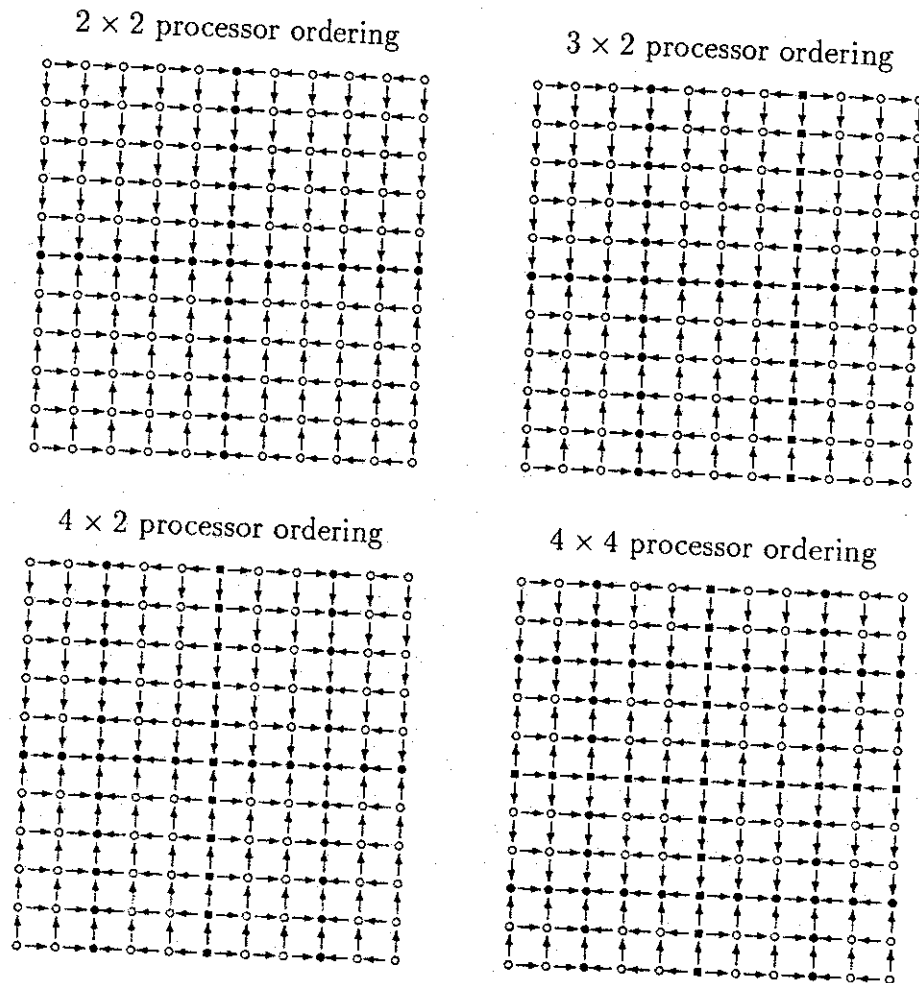 2 × 2 processor ordering
3 × 2 processor ordering
4 × 2 processor ordering
4 × 4 processor ordering